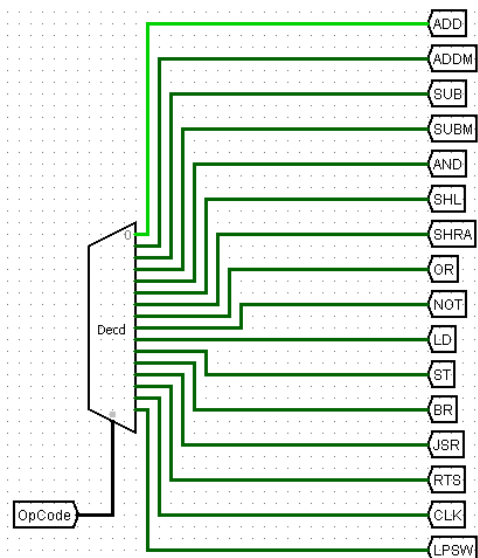 ADD
ADDM
SUB
SUBM
AND
SHL
SHRA
0
OR
NOT
Decd
LD
ST
BR
JSR
RTS
OpCode
CLK
LPSW